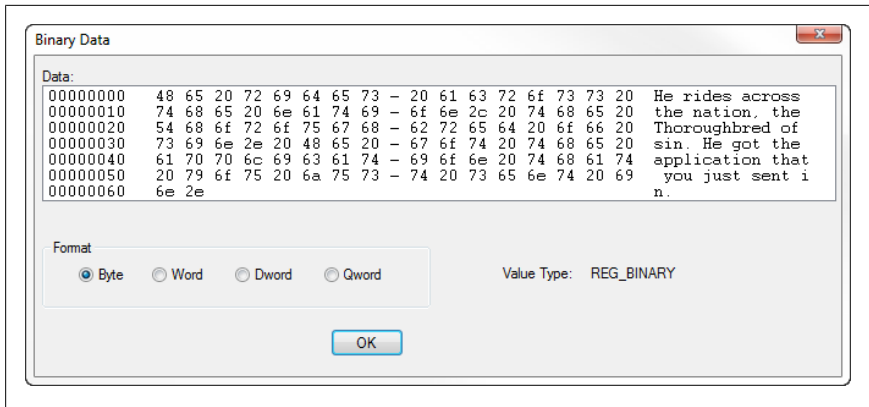 Binary Data
Data:
00000000 48 65 20 72 69 64 65 73 - 20 61 63 72 6f 73 73 20 He rides across
00000010 74 68 65 20 6e 61 74 69 - 6f 6e 2c 20 74 68 65 20 the nation, the
00000020 54 68 6f 72 6f 75 67 68 - 62 72 65 64 20 6f 66 20 Thoroughbred of
00000030 73 69 6e 2e 20 48 65 20 - 67 6f 74 20 74 68 65 20 sin. He got the
00000040 61 70 70 6c 69 63 61 74 - 69 6f 6e 20 74 68 61 74 application that
00000050 20 79 6f 75 20 6a 75 73 - 74 20 73 65 6e 74 20 69 you just sent i
00000060 6e 2e n.
Format
Byte Word Dword Qword Value Type: REG_BINARY
OK